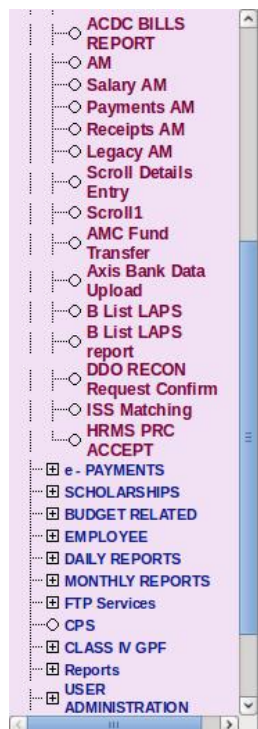 ACDC BILLS
REPORT
AM
Salary AM
Payments AM
Receipts AM
Legacy AM
Scroll Details
Entry
Scroll1
AMC Fund
Transfer
Axis Bank Data
Upload
B List LAPS
B List LAPS
report
DDO RECON
Request Confirm
ISS Matching
HRMS PRC
ACCEPT
e - PAYMENTS
SCHOLARSHIPS
BUDGET RELATED
EMPLOYEE
DAILY REPORTS
MONTHLY REPORTS
FTP Services
CPS
CLASS IV GPF
Reports
USER
ADMINISTRATION